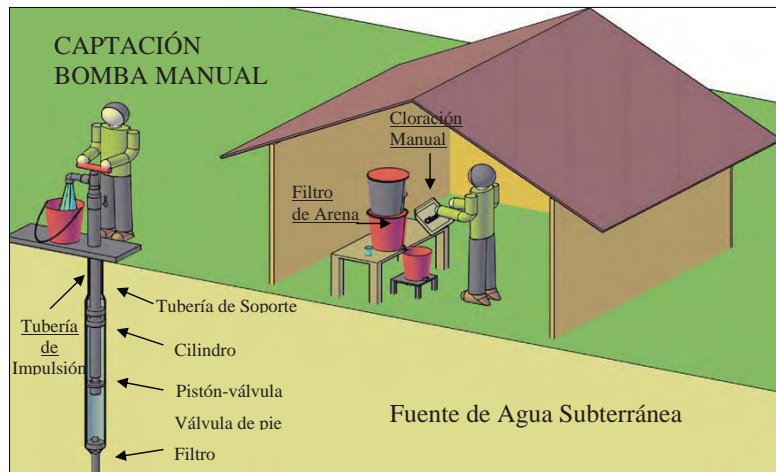 CAPTACIÓN
BOMBA MANUAL
Cloración
Manual
Filtro
de Arena
Tubería de Soporte
Tubería
de
Impulsión
Cilindro
Pistón-válvula
Válvula de pie
Filtro
Fuente de Agua Subterránea